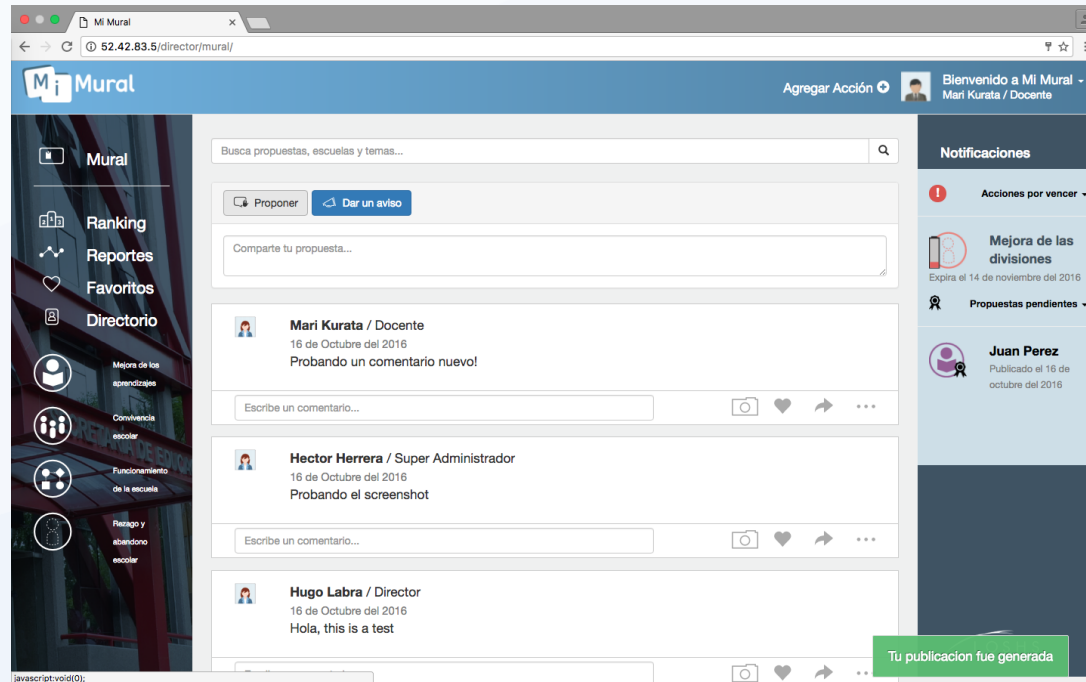 Mi Mural
52.42.83.5/director/mural/
Mi Mural
Agregar Acción
Bienvenido a Mi Mural
Mari Kurata / Docente
Mural
Ranking
Reportes
Favoritos
Directorio
Mejora de los
aprendizajes
Convivencia
escolar
Funcionamiento
de la escuela
Rezago y
abandono
escolar
Busca propuestas, escuelas y temas...
Proponer
Dar un aviso
Comparte tu propuesta...
Mari Kurata / Docente
16 de Octubre del 2016
Probando un comentario nuevo!
Escribe un comentario...
Hector Herrera / Super Administrador
16 de Octubre del 2016
Probando el screenshot
Escribe un comentario...
Hugo Labra / Director
16 de Octubre del 2016
Hola, this is a test
Notificaciones
Acciones por vencer
Mejora de las
divisiones
Expira el 14 de noviembre del 2016
Propuestas pendientes
Juan Perez
Publicado el 16 de
octubre del 2016
Tu publicacion fue generada
javascript:void(0);